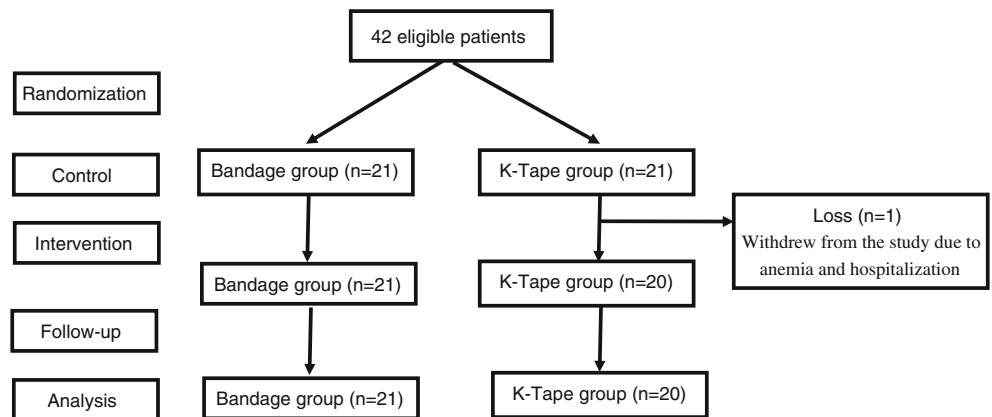 42 eligible patients
Randomization
Control
Bandage group (n=21)
K-Tape group (n=21)
Loss (n=1)
Withdrew from the study due to
anemia and hospitalization
Intervention
Bandage group (n=21)
K-Tape group (n=20)
Follow-up
Analysis
Bandage group (n=21)
K-Tape group (n=20)